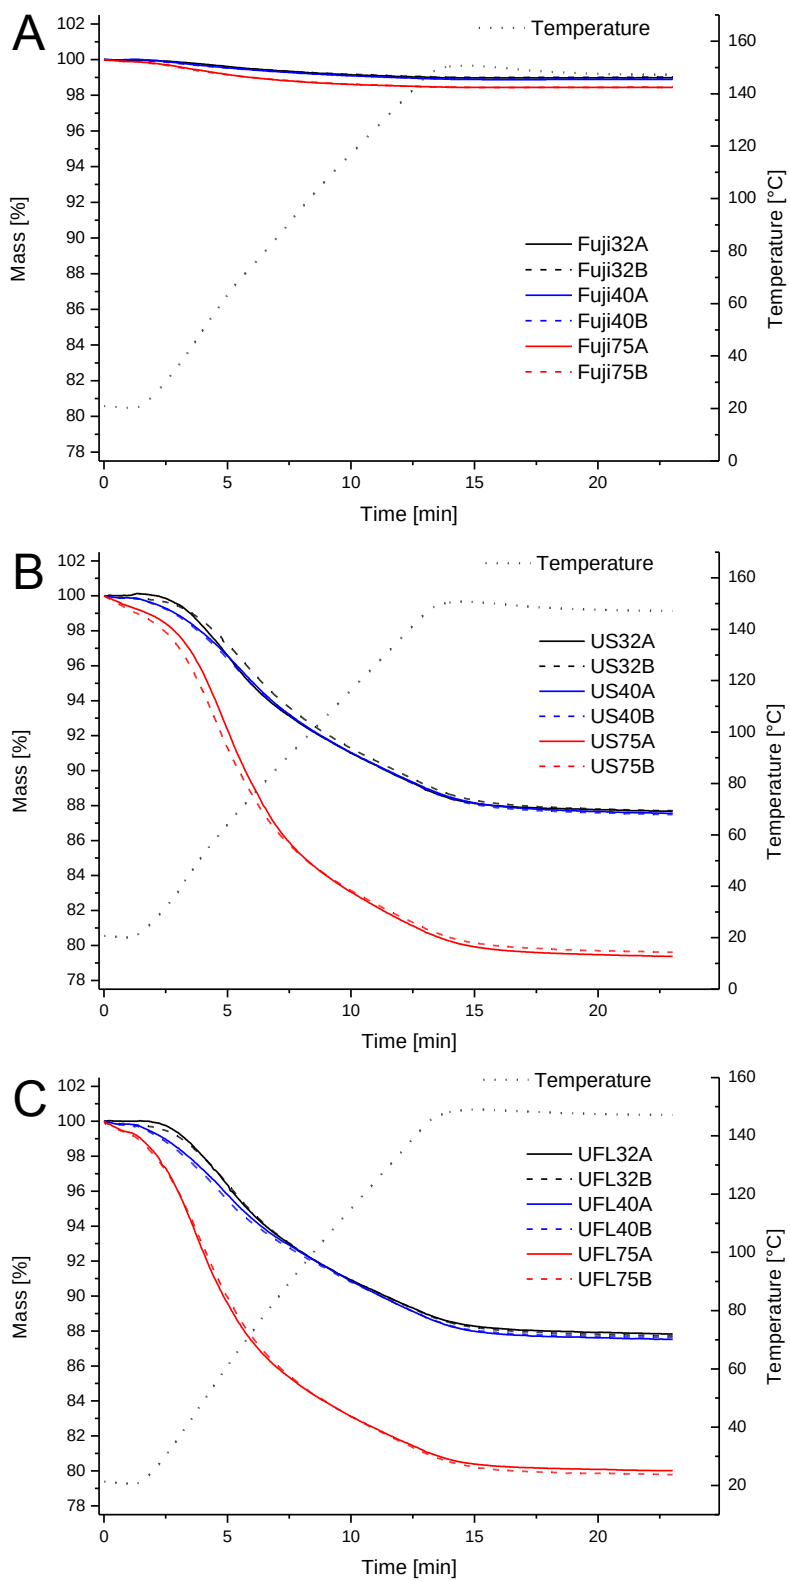 A
Temperature
102
100
98
96
94
92
90
88
86
84
82
80
78
Mass [%]
160
140
120
100
80
60
40
20
0
Temperature [°C]
Fuji32A
Fuji32B
Fuji40A
Fuji40B
Fuji75A
Fuji75B
0 5 10 15 20
Time [min]
B
Temperature
102
100
98
96
94
92
90
88
86
84
82
80
78
Mass [%]
160
140
120
100
80
60
40
20
0
Temperature [°C]
US32A
US32B
US40A
US40B
US75A
US75B
0 5 10 15 20
Time [min]
C
Temperature
102
100
98
96
94
92
90
88
86
84
82
80
78
Mass [%]
160
140
120
100
80
60
40
20
Temperature [°C]
UFL32A
UFL32B
UFL40A
UFL40B
UFL75A
UFL75B
0 5 10 15 20
Time [min]